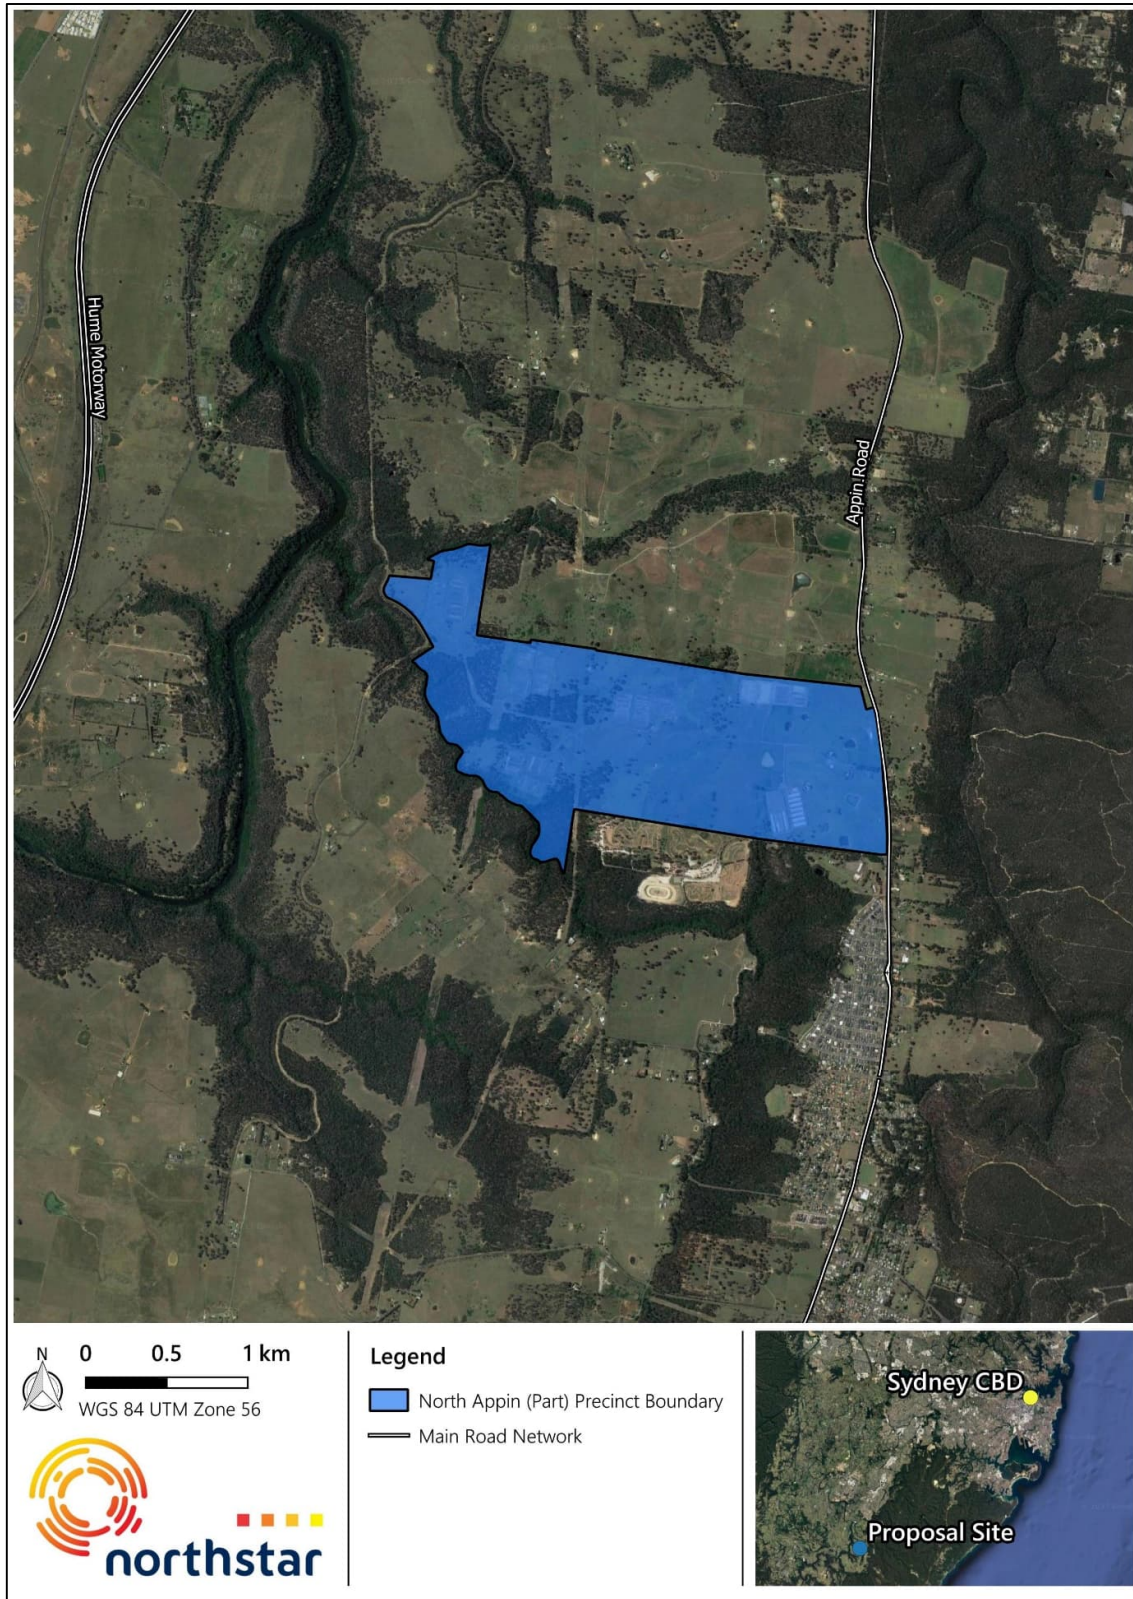 Hume Motorway
Appin Road
N
0 0.5 1 km
WGS 84 UTM Zone 56
northstar
Legend
North Appin (Part) Precinct Boundary
Main Road Network
Sydney CBD
Proposal Site